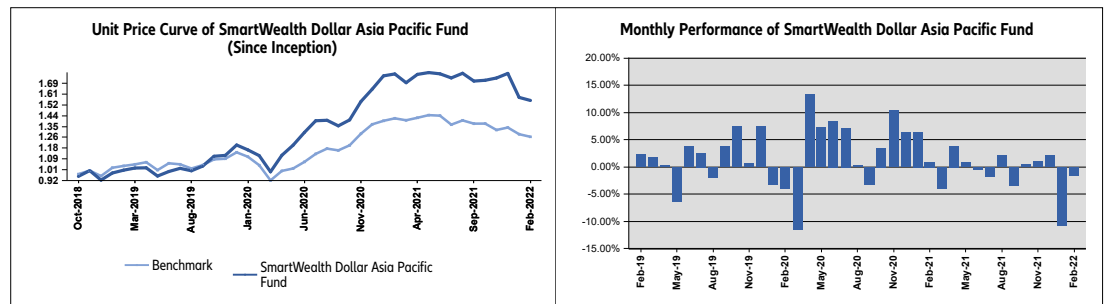 Unit Price Curve of SmartWealth Dollar Asia Pacific Fund
(Since Inception)
1.69
1.61
1.52
1.44
1.35
1.26
1.18
1.09
1.01
0.92
Oct-2018
Mar-2019
Aug-2019
Jan-2020
Jun-2020
Nov-2020
Apr-2021
Sep-2021
Feb-2022
Benchmark
SmartWealth Dollar Asia Pacific
Fund
Monthly Performance of SmartWealth Dollar Asia Pacific Fund
20.00%
15.00%
10.00%
5.00%
0.00%
-5.00%
-10.00%
-15.00%
Feb-19
May-19
Aug-19
Nov-19
Feb-20
May-20
Aug-20
Nov-20
Feb-21
May-21
Aug-21
Nov-21
Feb-22